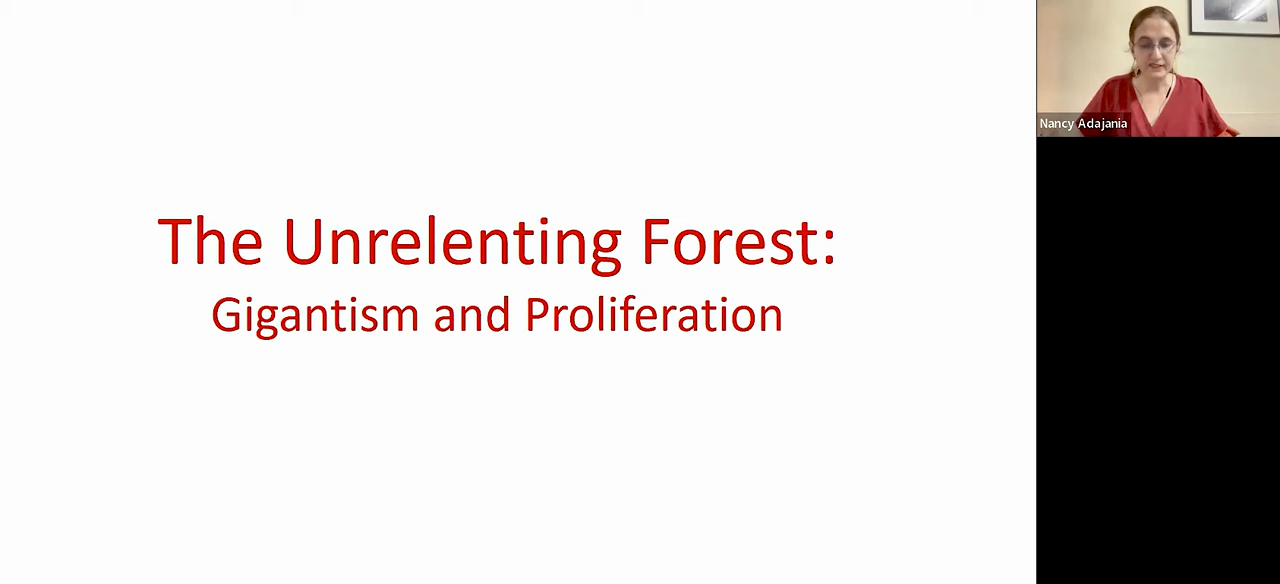 The Unrelenting Forest:
Gigantism and Proliferation
Nancy Adajania